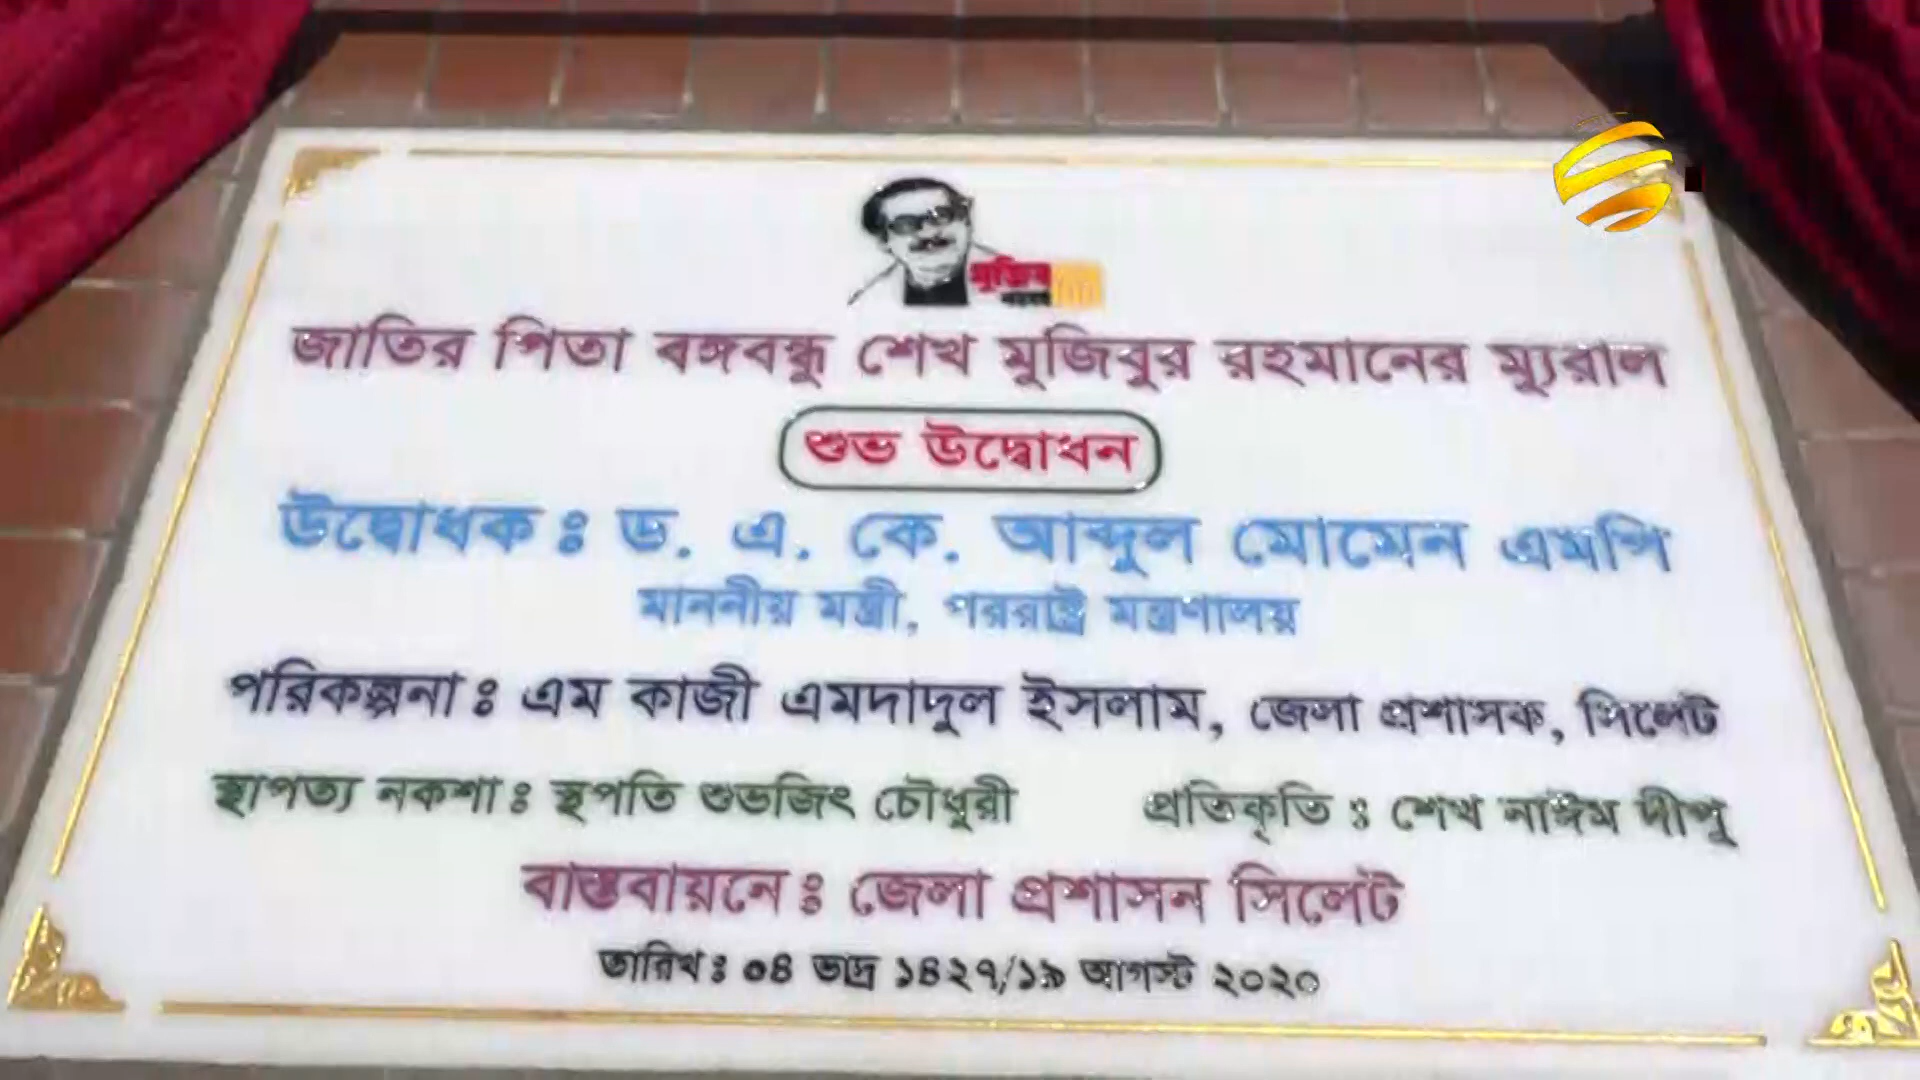 মুজিব
জাতির পিতা বঙ্গবন্ধু শেখ মুজিবুর রহমানের ম্যুরাল
শুভ উদ্বোধন
উদ্বোধক ঃ ড. এ. কে. আব্দুল মোমেন এমপি
মাননীয় মন্ত্রী, পররাষ্ট্র মন্ত্রণালয়
পরিকল্পনা ঃ এম কাজী এমদাদুল ইসলাম, জেলা প্রশাসক, সিলেট
স্থাপত্য নকশা ঃ স্থপতি শুভজিৎ চৌধুরী প্রতিকৃতি ঃ শেখ নাঈম দীপু
বাস্তবায়নে ঃ জেলা প্রশাসন সিলেট
তারিখ ঃ ০৪ ভাদ্র ১৪২৭/১৯ আগস্ট ২০২০